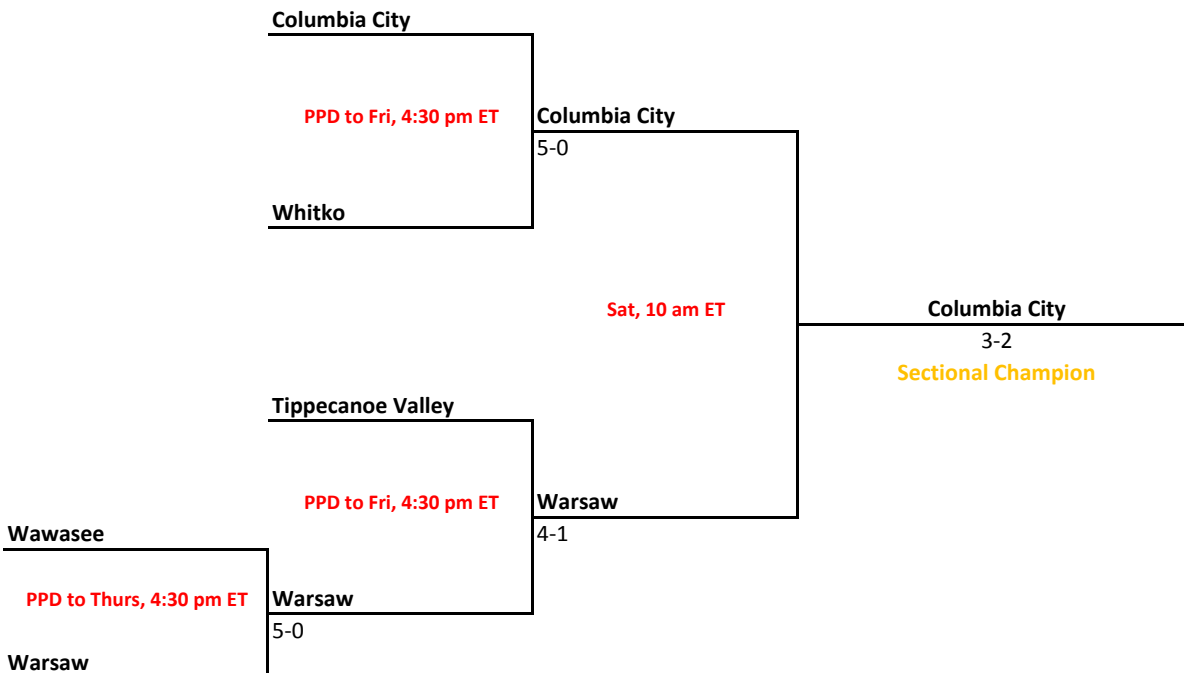 Columbia City
PPD to Fri, 4:30 pm ET
Columbia City
5-0
Whitko
Sat, 10 am ET
Columbia City
3-2
Sectional Champion
Tippecanoe Valley
PPD to Fri, 4:30 pm ET
Warsaw
4-1
Wawasee
PPD to Thurs, 4:30 pm ET
Warsaw
5-0
Warsaw